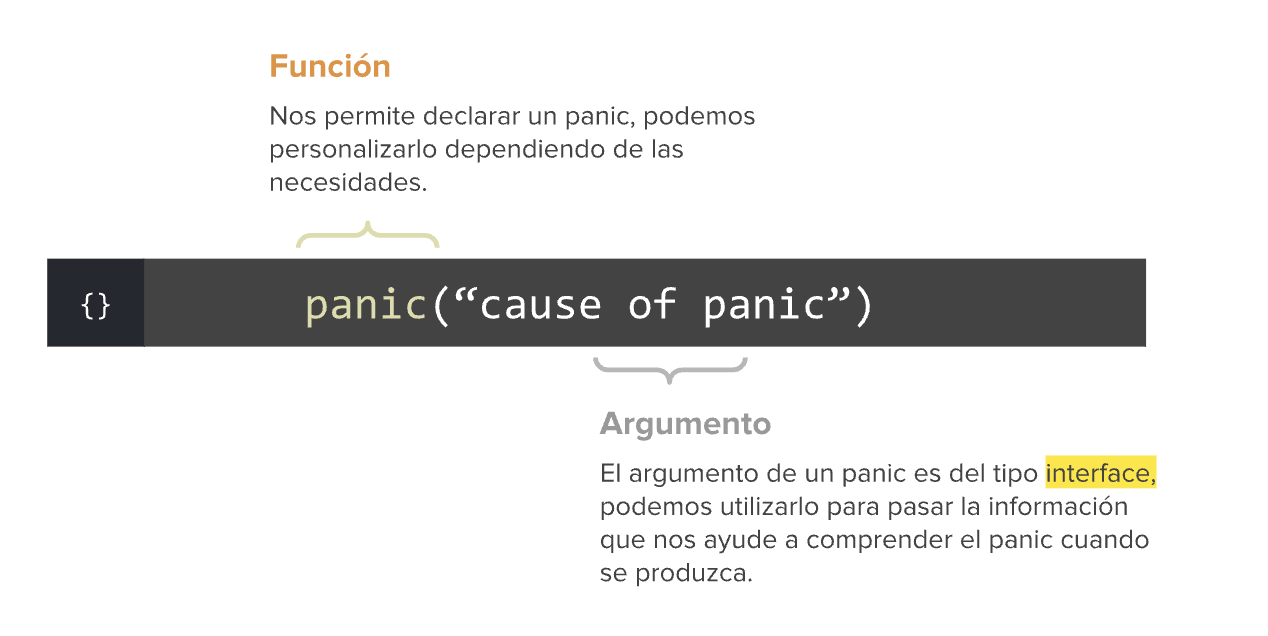 Función
Nos permite declarar un panic, podemos
personalizarlo dependiendo de las
necesidades.
{} panic(“cause of panic”)
Argumento
El argumento de un panic es del tipo interface,
podemos utilizarlo para pasar la información
que nos ayude a comprender el panic cuando
se produzca.